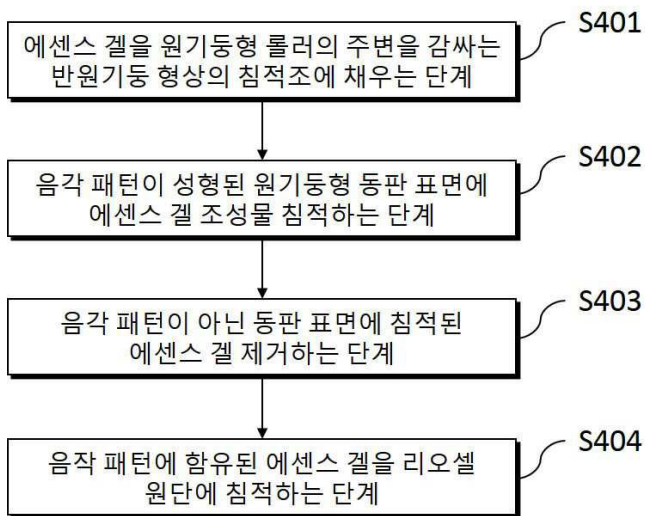 에센스 겔을 원기둥형 롤러의 주변을 감싸는
반원기둥 형상의 침적조에 채우는 단계
S401
음각 패턴이 성형된 원기둥형 동판 표면에
에센스 겔 조성물 침적하는 단계
S402
음각 패턴이 아닌 동판 표면에 침적된
에센스 겔 제거하는 단계
S403
음작 패턴에 함유된 에센스 겔을 리오셀
원단에 침적하는 단계
S404